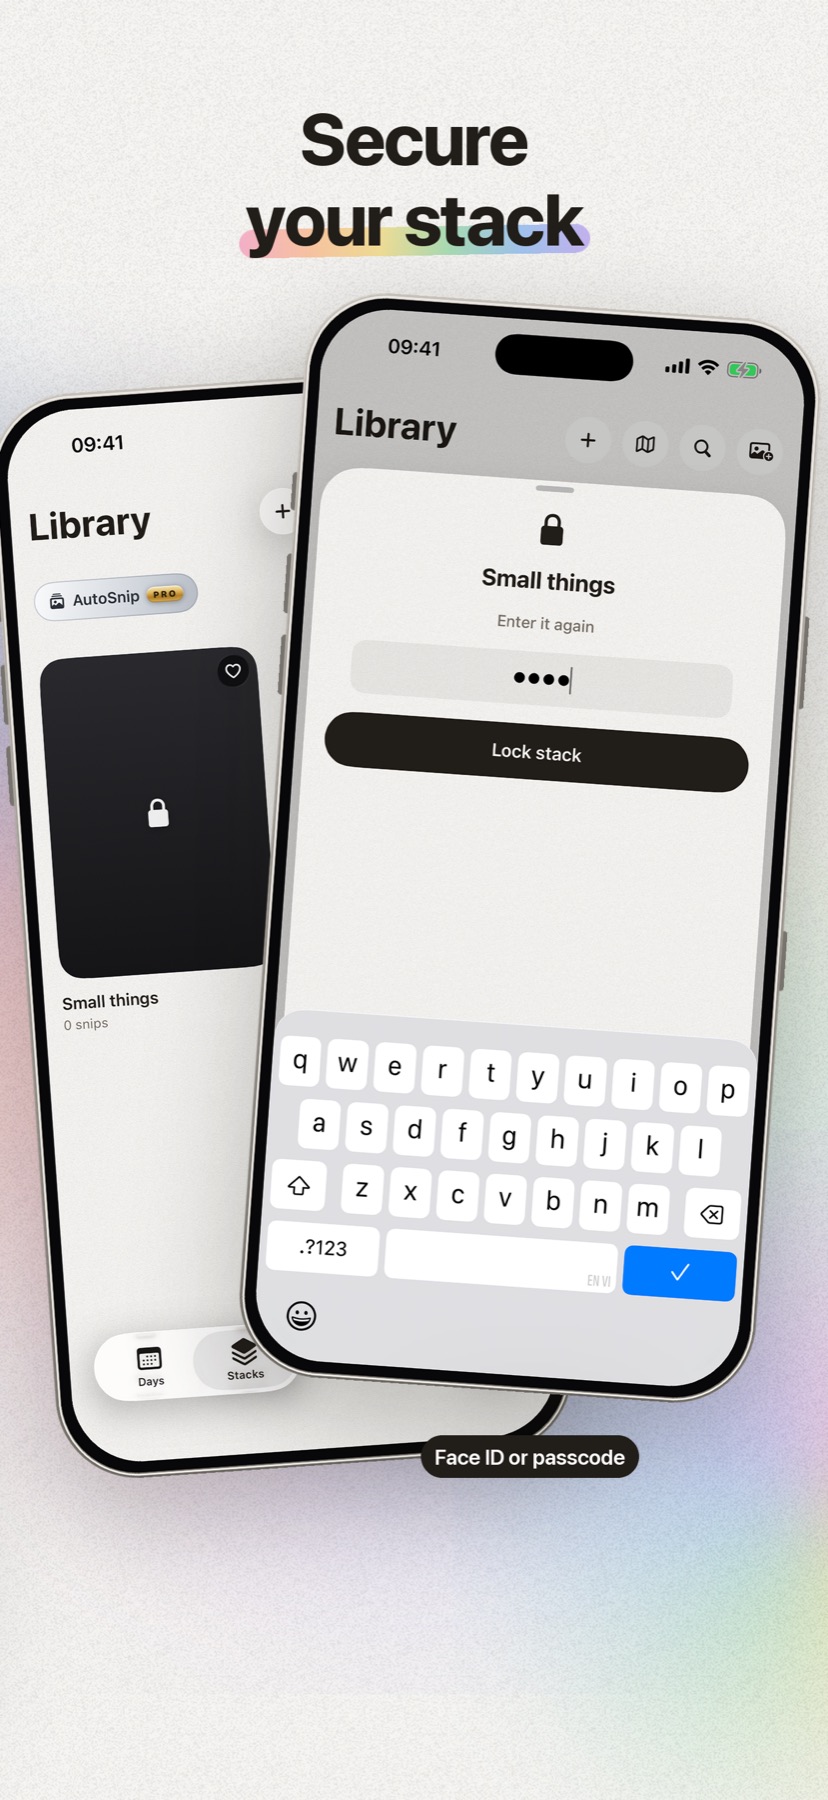 Secure
your stack
09:41
Library
AutoSnip PRO
Small things
0 snips
Days
Stacks
09:41
Library
Small things
Enter it again
Lock stack
q w e r t y u i o p
a s d f g h j k l
z x c v b n m
.?123
EN VI
Face ID or passcode